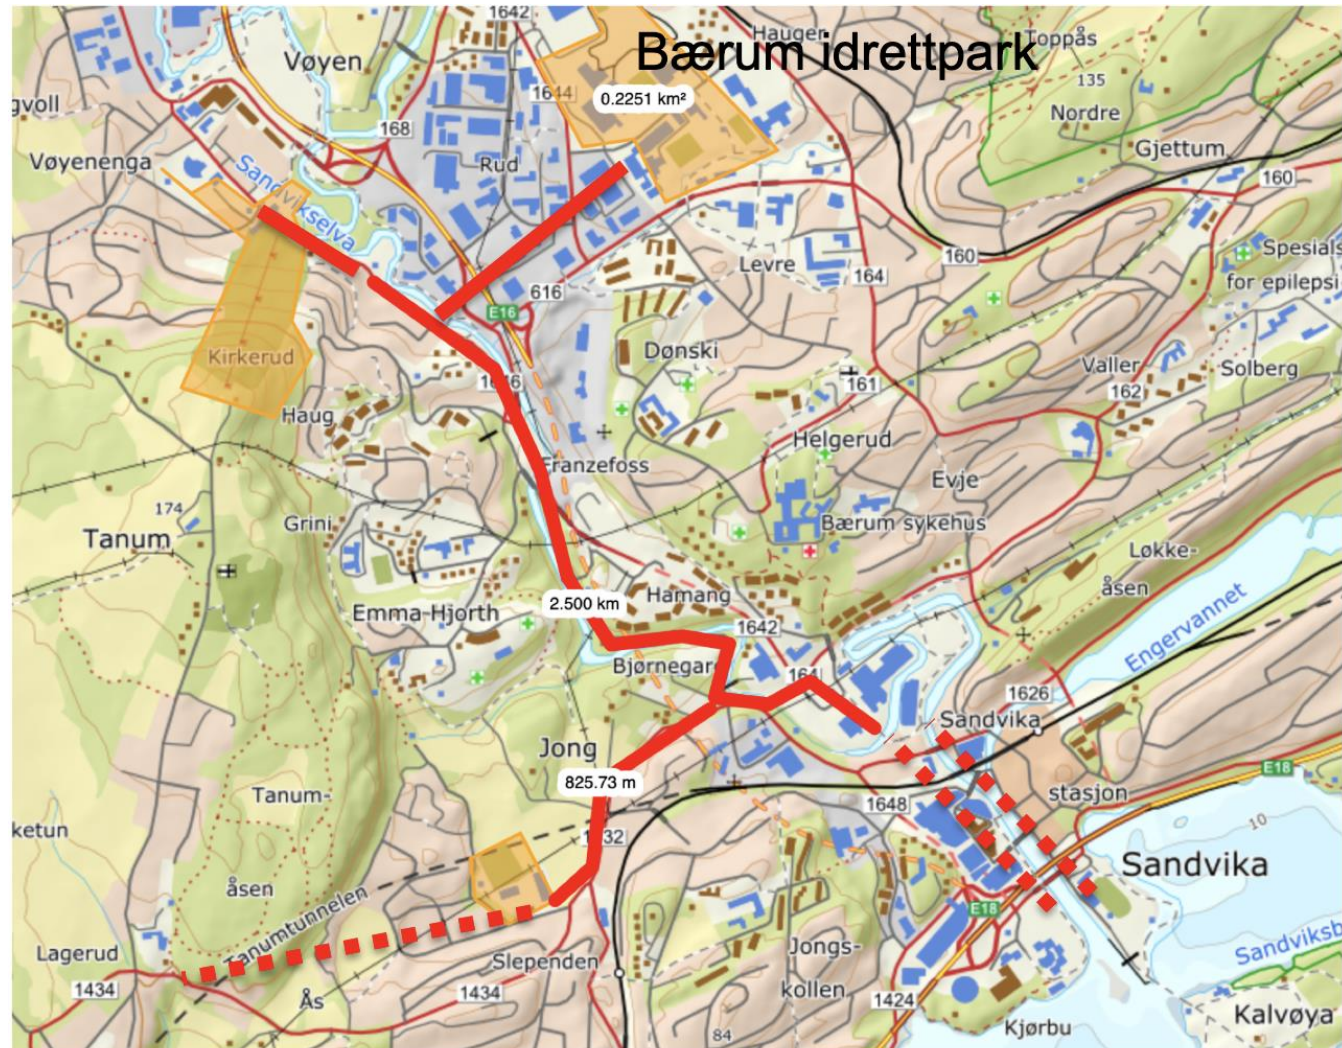 1642
Hauger
Bærum idrettpark
Toppås
Vøyen
135
gvoll
1644
0.2251 km²
Nordre
168
Gjettum
Vøyenenga
Rud
160
Sandvikselva
Levre
160
164
Spesials
for epilepsi
616
E16
Kirkerud
Dønski
Valler
Solberg
161
162
Haug
Helgerud
Franzefoss
Evje
174
Grini
Bærum sykehus
Tanum
Løkke-
åsen
2.500 km
Hamang
Emma Hjorth
Engervannet
1642
Bjørnegard
164
1626
Sandvika
Jong
825.73 m
E18
Tanum-
1648
stasjon
10
ketun
Sandvika
åsen
Tanumtunnelen
E18
Lagerud
Slependen
Jongs-
kollen
Sandviksb
1434
1434
Ås
1424
Kalvøya
Kjørbu
84